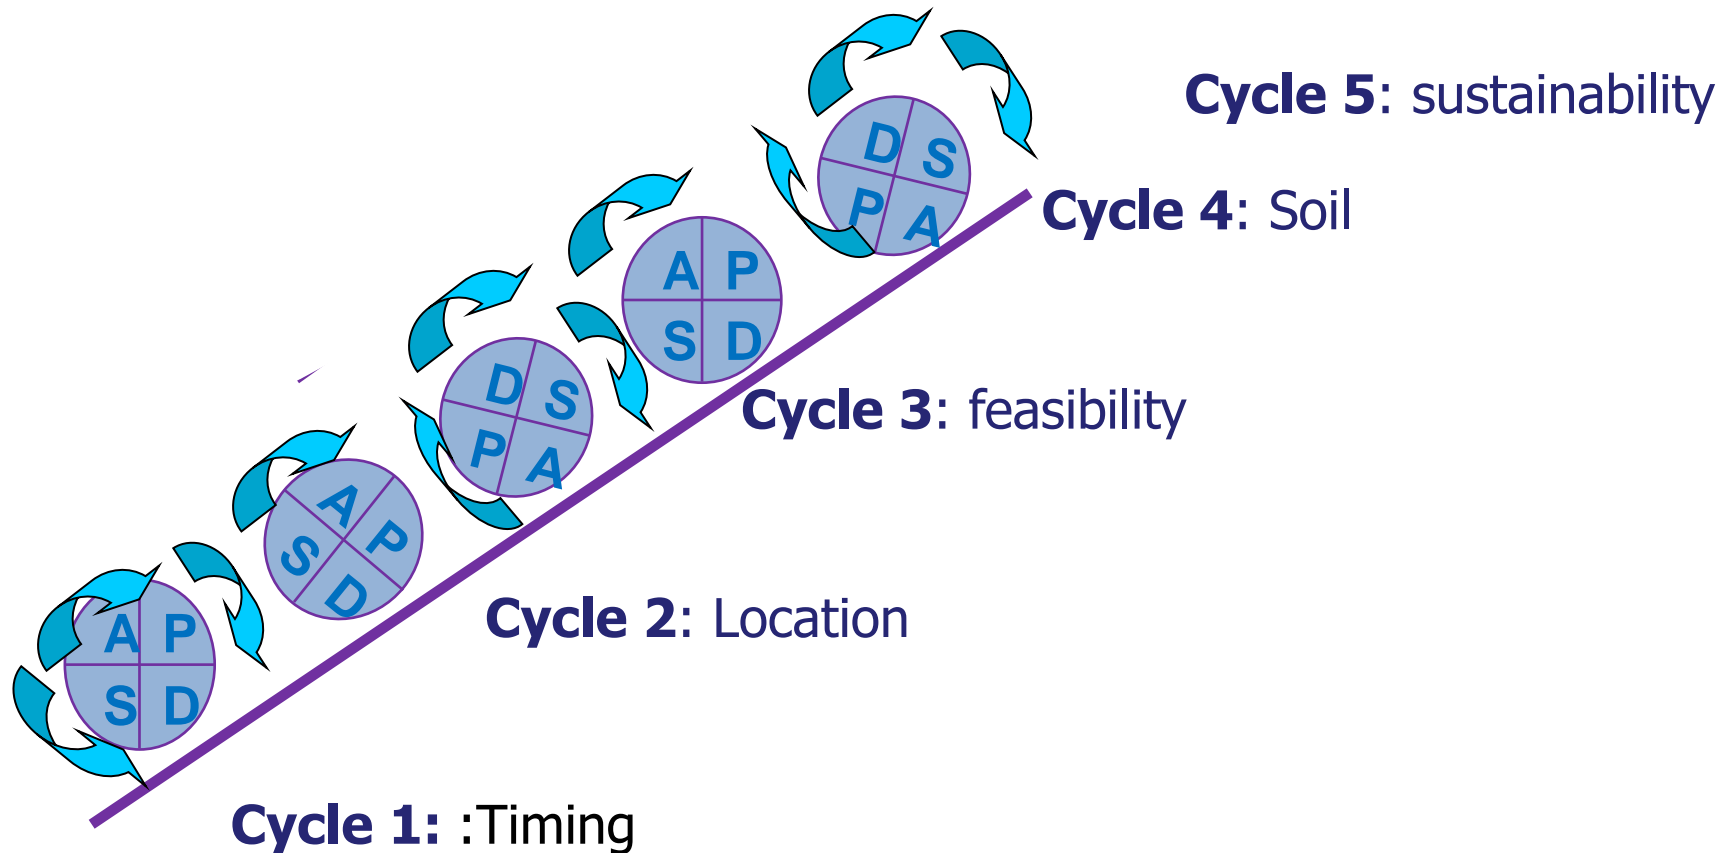 Cycle 5: sustainability
D S
P A
Cycle 4: Soil
A P
S D
Cycle 3: feasibility
D S
P A
Cycle 2: Location
A P
S D
A P
S D
Cycle 1: :Timing